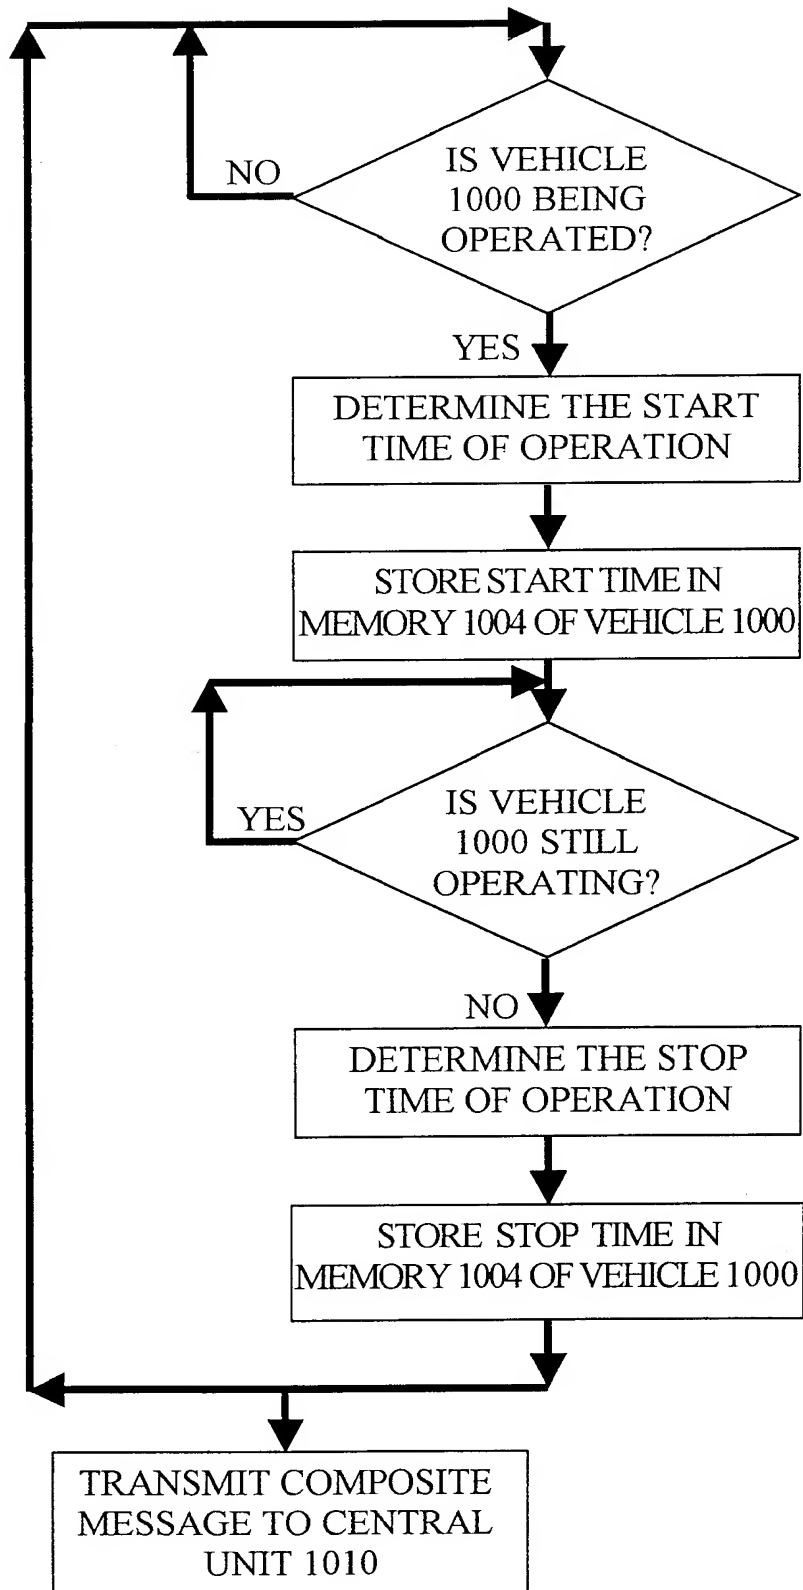 IS VEHICLE
1000 BEING
OPERATED?
NO
YES
DETERMINE THE START
TIME OF OPERATION
STORE START TIME IN
MEMORY 1004 OF VEHICLE 1000
IS VEHICLE
1000 STILL
OPERATING?
YES
NO
DETERMINE THE STOP
TIME OF OPERATION
STORE STOP TIME IN
MEMORY 1004 OF VEHICLE 1000
TRANSMIT COMPOSITE
MESSAGE TO CENTRAL
UNIT 1010